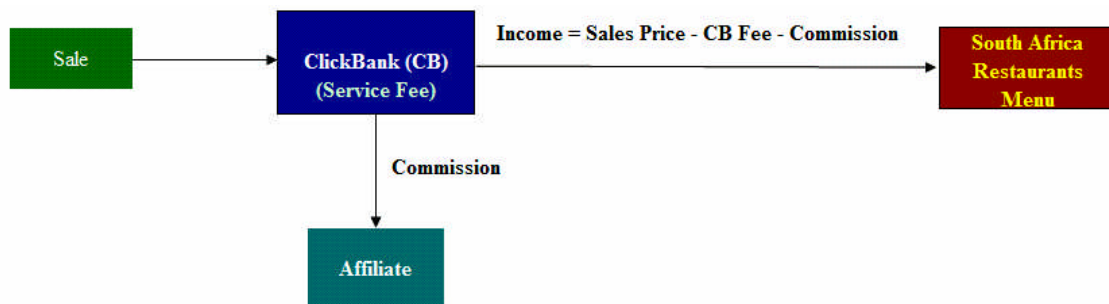 Sale
ClickBank (CB)
(Service Fee)
Income = Sales Price - CB Fee - Commission
South Africa
Restaurants
Menu
Commission
Affiliate